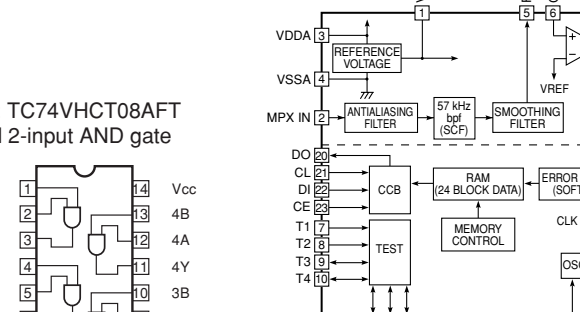 TC74VHCT08AFT
2-input AND gate
1
14 Vcc
2
13 4B
3
12 4A
4
11 4Y
5
10 3B
1
5
6
VDDA 3
REFERENCE
VOLTAGE
VSSA 4
VREF
MPX IN 2
ANTIALIASING
FILTER
57 kHz
bpf
(SCF)
SMOOTHING
FILTER
DO 20
CL 21
DI 22
CE 23
CCB
RAM
(24 BLOCK DATA)
ERROR
(SOFT
MEMORY
CONTROL
CLK
T1 7
T2 8
T3 9
T4 10
TEST
OSC